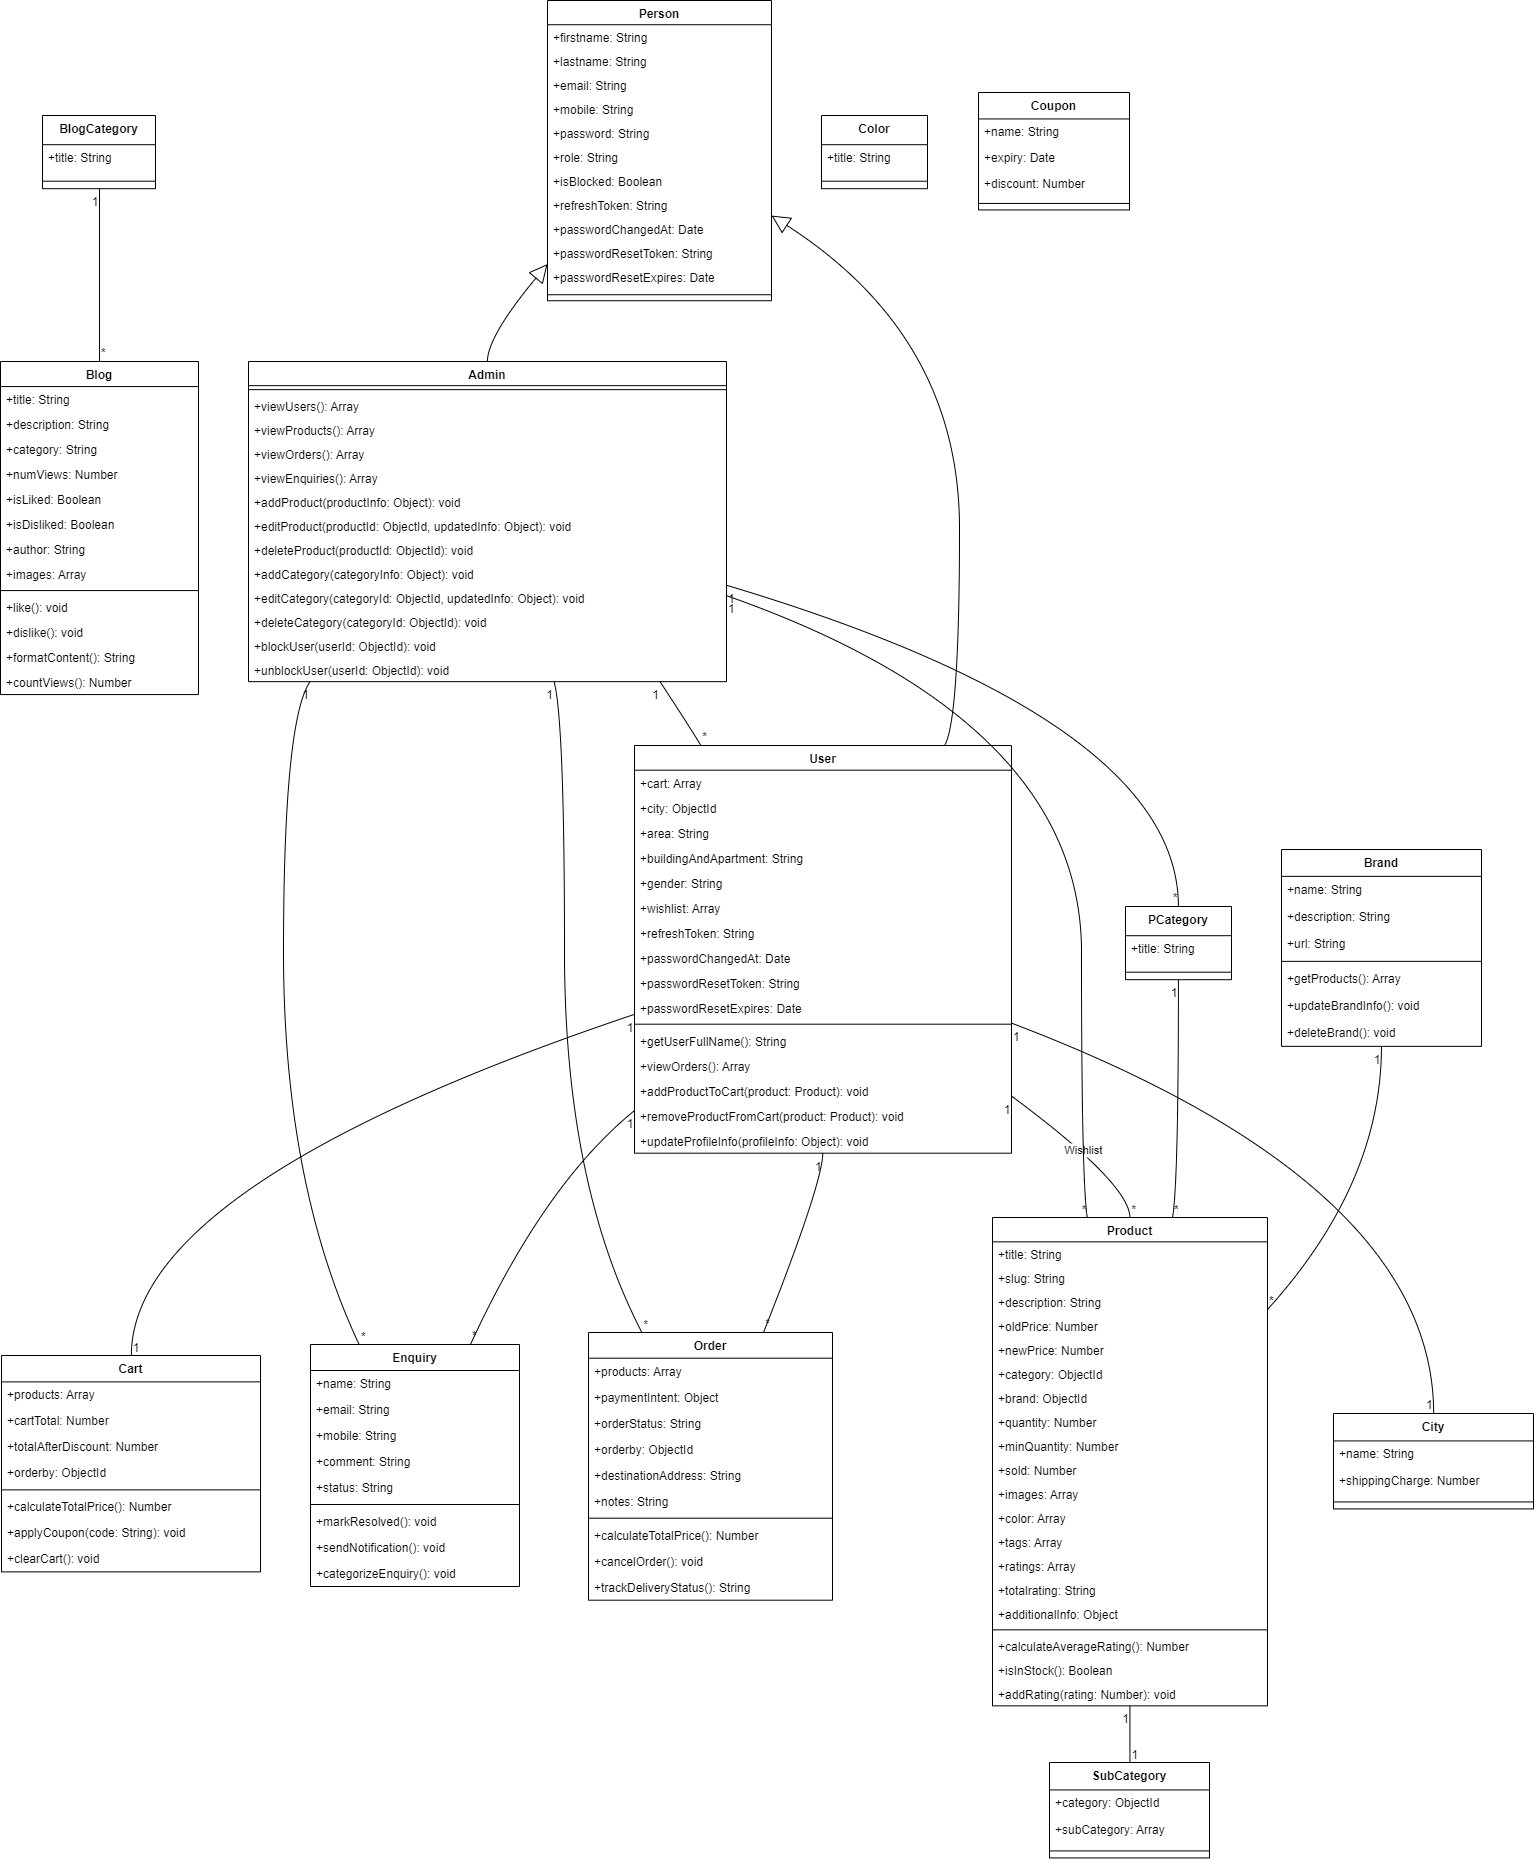 Person
+firstname: String
+lastname: String
+email: String
+mobile: String
+password: String
+role: String
+isBlocked: Boolean
+refreshToken: String
+passwordChangedAt: Date
+passwordResetToken: String
+passwordResetExpires: Date
BlogCategory
+title: String
1
*
Color
+title: String
Coupon
+name: String
+expiry: Date
+discount: Number
Blog
+title: String
+description: String
+category: String
+numViews: Number
+isLiked: Boolean
+isDisliked: Boolean
+author: String
+images: Array
+like(): void
+dislike(): void
+formatContent(): String
+countViews(): Number
Admin
+viewUsers(): Array
+viewProducts(): Array
+viewOrders(): Array
+viewEnquiries(): Array
+addProduct(productInfo: Object): void
+editProduct(productId: ObjectId, updatedInfo: Object): void
+deleteProduct(productId: ObjectId): void
+addCategory(categoryInfo: Object): void
+editCategory(categoryId: ObjectId, updatedInfo: Object): void
+deleteCategory(categoryId: ObjectId): void
+blockUser(userId: ObjectId): void
+unblockUser(userId: ObjectId): void
1
1
1
1
1
*
User
+cart: Array
+city: ObjectId
+area: String
+buildingAndApartment: String
+gender: String
+wishlist: Array
+refreshToken: String
+passwordChangedAt: Date
+passwordResetToken: String
+passwordResetExpires: Date
+getUserFullName(): String
+viewOrders(): Array
+addProductToCart(product: Product): void
+removeProductFromCart(product: Product): void
+updateProfileInfo(profileInfo: Object): void
1
1
1
1
1
Wishlist
*
PCategory
+title: String
1
Brand
+name: String
+description: String
+url: String
+getProducts(): Array
+updateBrandInfo(): void
+deleteBrand(): void
1
1
Cart
+products: Array
+cartTotal: Number
+totalAfterDiscount: Number
+orderby: ObjectId
+calculateTotalPrice(): Number
+applyCoupon(code: String): void
+clearCart(): void
*
*
Enquiry
+name: String
+email: String
+mobile: String
+comment: String
+status: String
+markResolved(): void
+sendNotification(): void
+categorizeEnquiry(): void
*
*
Order
+products: Array
+paymentIntent: Object
+orderStatus: String
+orderby: ObjectId
+destinationAddress: String
+notes: String
+calculateTotalPrice(): Number
+cancelOrder(): void
+trackDeliveryStatus(): String
*
*
*
*
Product
+title: String
+slug: String
+description: String
+oldPrice: Number
+newPrice: Number
+category: ObjectId
+brand: ObjectId
+quantity: Number
+minQuantity: Number
+sold: Number
+images: Array
+color: Array
+tags: Array
+ratings: Array
+totalrating: String
+additionalInfo: Object
+calculateAverageRating(): Number
+isInStock(): Boolean
+addRating(rating: Number): void
1
City
+name: String
+shippingCharge: Number
1
1
SubCategory
+category: ObjectId
+subCategory: Array